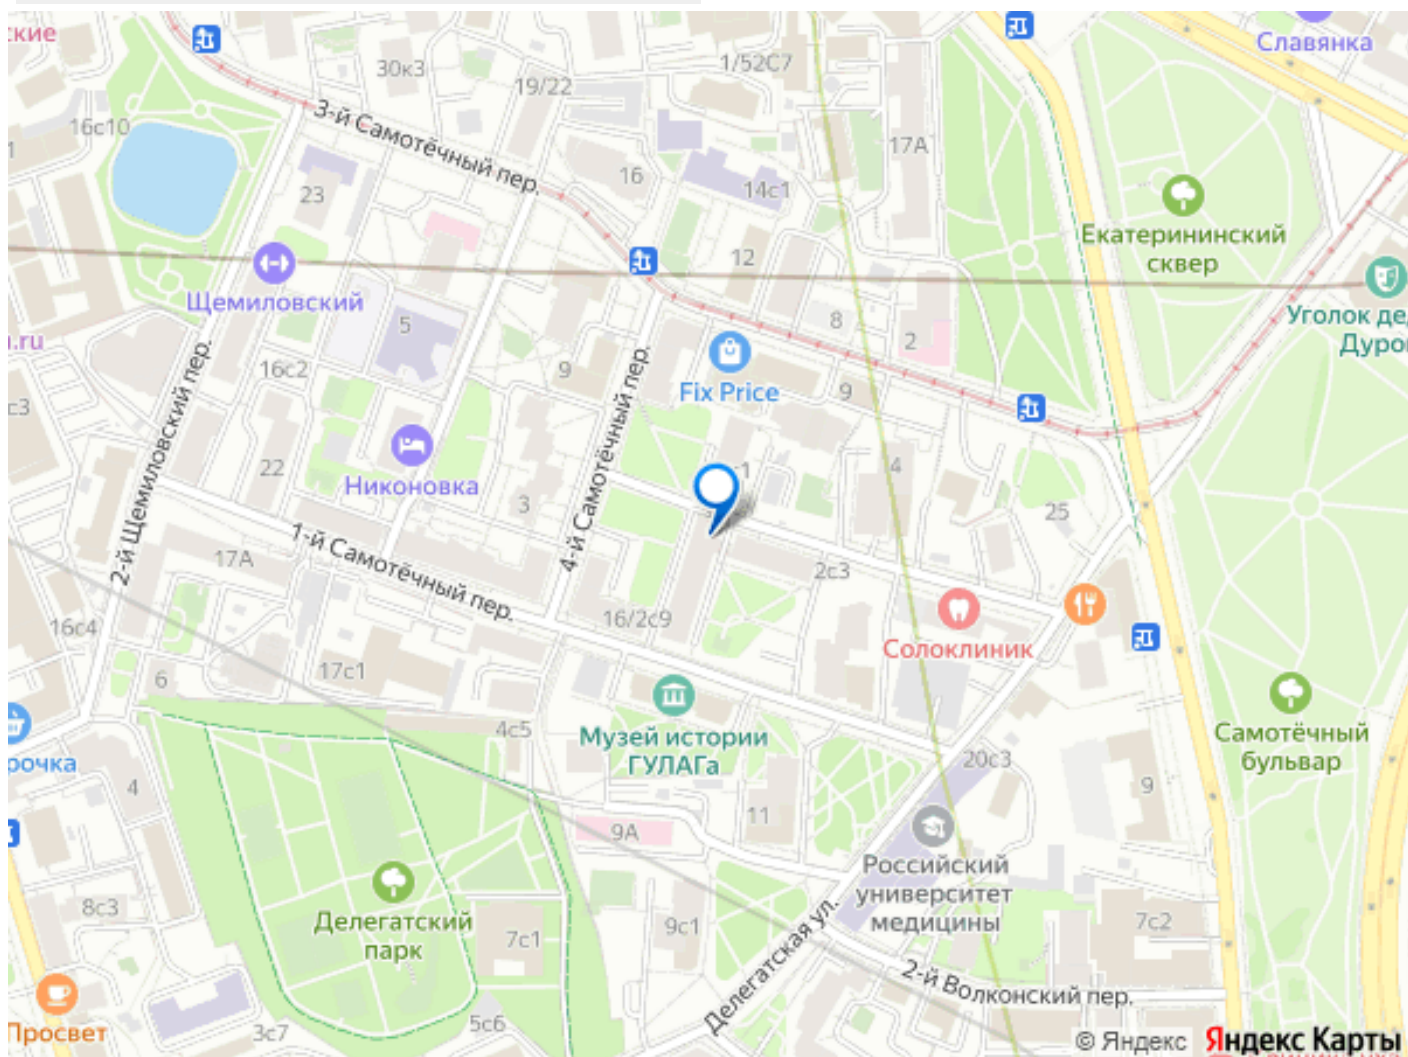 ские
Славянка
1/52С7
30к3
19/22
16с10
3-й Самотёчный пер.
17А
16
14с1
23
Екатерининский
сквер
12
Щемиловский
Уголок де
Дуро
5
8
2
.ru
16с2
9
Fix Price
9
с3
2-й Щемиловский пер.
4-й Самотёчный пер.
22
Никоновка
4
3
25
1-й Самотёчный пер.
17А
2с3
16/2с9
16с4
Солоклиник
17с1
6
4с5
Музей истории
ГУЛАГа
Самотёчный
бульвар
рочка
20с3
4
9
11
9А
Российский
университет
медицины
Делегатский
парк
8с3
7с1
9с1
7с2
Делегатская ул.
2-й Волконский пер.
Просвет
3с7
5с6
© Яндекс Яндекс Карты